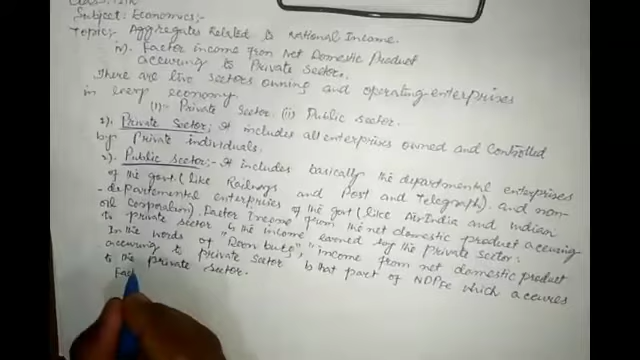 Subject: Economics:-
Topic:- Aggregates Related to National Income.
iv). Factor income from Net Domestic Product
accuring to Private Sector.
There are two sectors owning and operating enterprises
in every economy
(i):- Private Sector (ii) Public sector.
1). Private Sector; It includes all enterprises owned and controlled
by Private individuals.
2). Public sector:- It includes basically the departmental enterprises
of the govt (like Railways and Post and Telegraph). and non-
-departmental enterprises of the govt (like AirIndia and indian
oil corporation). Factor Income from the net domestic product accuring
to private sector is the income earned by the private sector.
In the words of "income from net domestic product
accuring to private sector is that part of NDPFC which accures
to the private sector.